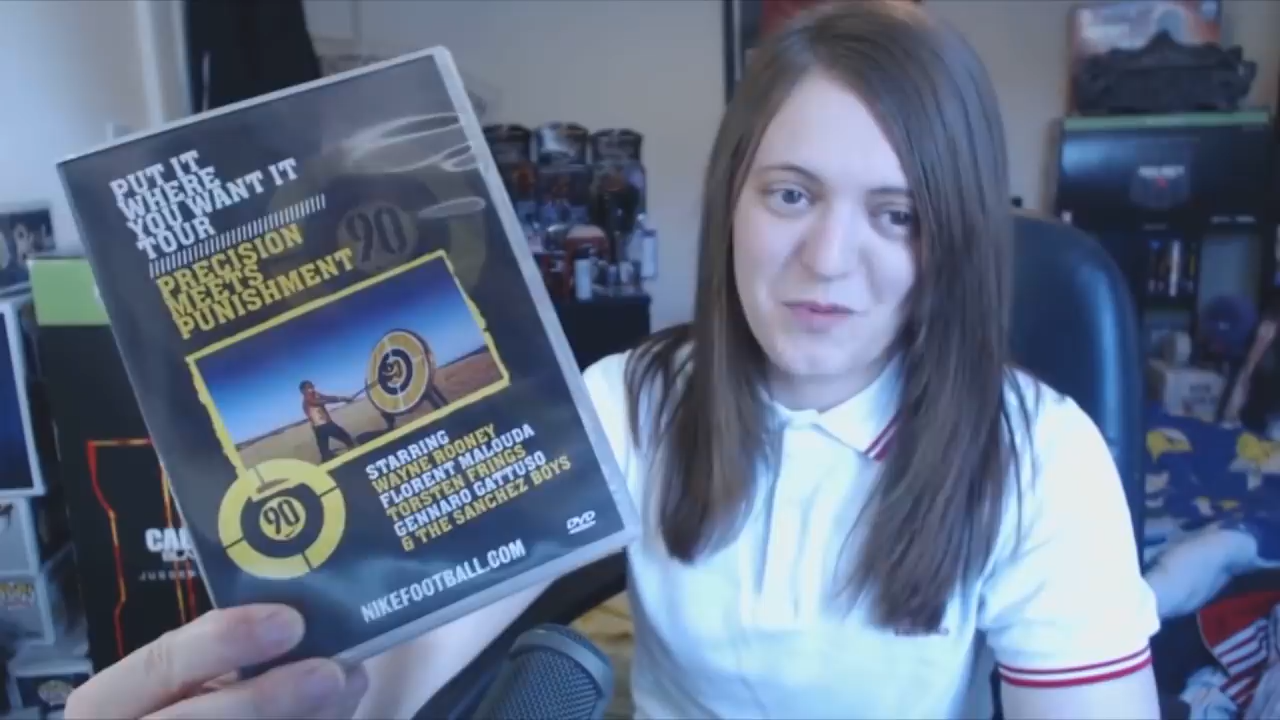 PUT IT
WHERE
YOU WANT IT
TOUR
PRECISION
MEETS
PUNISHMENT
90
STARRING
WAYNE ROONEY
FLORENT MALOUDA
TORSTEN FRINGS
GENNARO GATTUSO
& THE SANCHEZ BOYS
90
DVD
NIKEFOOTBALL.COM